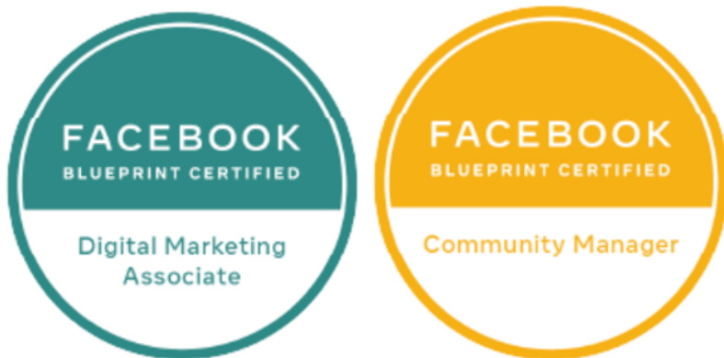 FACEBOOK
BLUEPRINT CERTIFIED
Digital Marketing
Associate
FACEBOOK
BLUEPRINT CERTIFIED
Community Manager